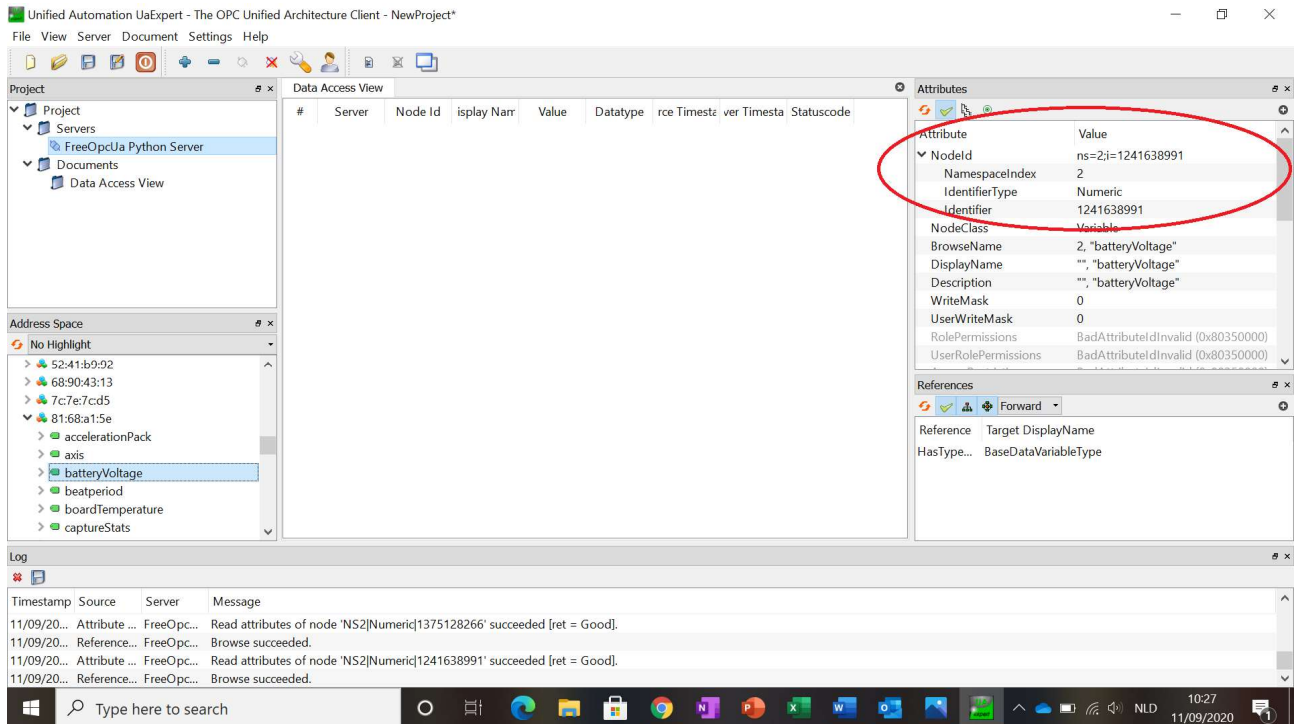 Unified Automation UaExpert - The OPC Unified Architecture Client - NewProject*
File View Server Document Settings Help
Project
Project
Servers
FreeOpcUa Python Server
Documents
Data Access View
Address Space
No Highlight
52:41:b9:92
68:90:43:13
7c:7e:7c:d5
81:68:a1:5e
accelerationPack
axis
batteryVoltage
beatperiod
boardTemperature
captureStats
Data Access View
# Server Node Id isplay Nam Value Datatype rce Timesta ver Timesta Statuscode
Attributes
Attribute Value
NodeId ns=2;i=1241638991
NamespaceIndex 2
IdentifierType Numeric
Identifier 1241638991
NodeClass Variable
BrowseName 2, "batteryVoltage"
DisplayName "", "batteryVoltage"
Description "", "batteryVoltage"
WriteMask 0
UserWriteMask 0
RolePermissions BadAttributeIdInvalid (0x80350000)
UserRolePermissions BadAttributeIdInvalid (0x80350000)
References
Forward
Reference Target DisplayName
HasType... BaseDataVariableType
Log
Timestamp Source Server Message
11/09/20... Attribute ... FreeOpc... Read attributes of node 'NS2|Numeric|1375128266' succeeded [ret = Good].
11/09/20... Reference... FreeOpc... Browse succeeded.
11/09/20... Attribute ... FreeOpc... Read attributes of node 'NS2|Numeric|1241638991' succeeded [ret = Good].
11/09/20... Reference... FreeOpc... Browse succeeded.
Type here to search
NLD
10:27
11/09/2020